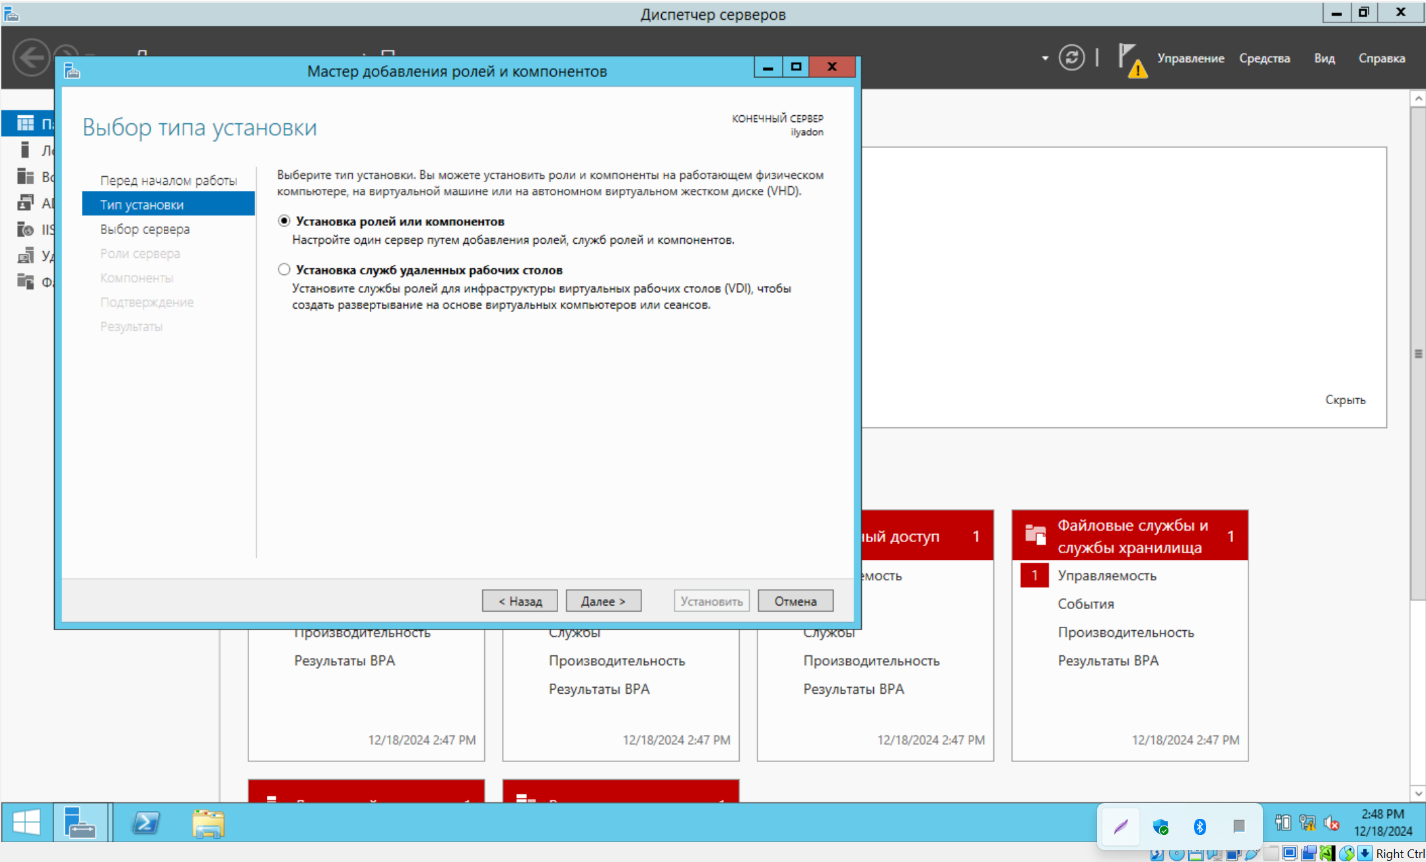 Диспетчер серверов
Управление
Средства
Вид
Справка
Мастер добавления ролей и компонентов
Выбор типа установки
КОНЕЧНЫЙ СЕРВЕР
ilyadon
Перед началом работы
Тип установки
Выбор сервера
Роли сервера
Компоненты
Подтверждение
Результаты
Выберите тип установки. Вы можете установить роли и компоненты на работающем физическом
компьютере, на виртуальной машине или на автономном виртуальном жестком диске (VHD).
Установка ролей или компонентов
Настройте один сервер путем добавления ролей, служб ролей и компонентов.
Установка служб удаленных рабочих столов
Установите службы ролей для инфраструктуры виртуальных рабочих столов (VDI), чтобы
создать развертывание на основе виртуальных компьютеров или сеансов.
< Назад
Далее >
Установить
Отмена
IIS
Скрыть
ный доступ 1
емость
Файловые службы и
службы хранилища
1
1 Управляемость
События
Производительность
Результаты BPA
12/18/2024 2:47 PM
Производительность
Результаты BPA
12/18/2024 2:47 PM
Службы
Производительность
Результаты BPA
12/18/2024 2:47 PM
Службы
Производительность
Результаты BPA
12/18/2024 2:47 PM
2:48 PM
12/18/2024
Right Ctrl